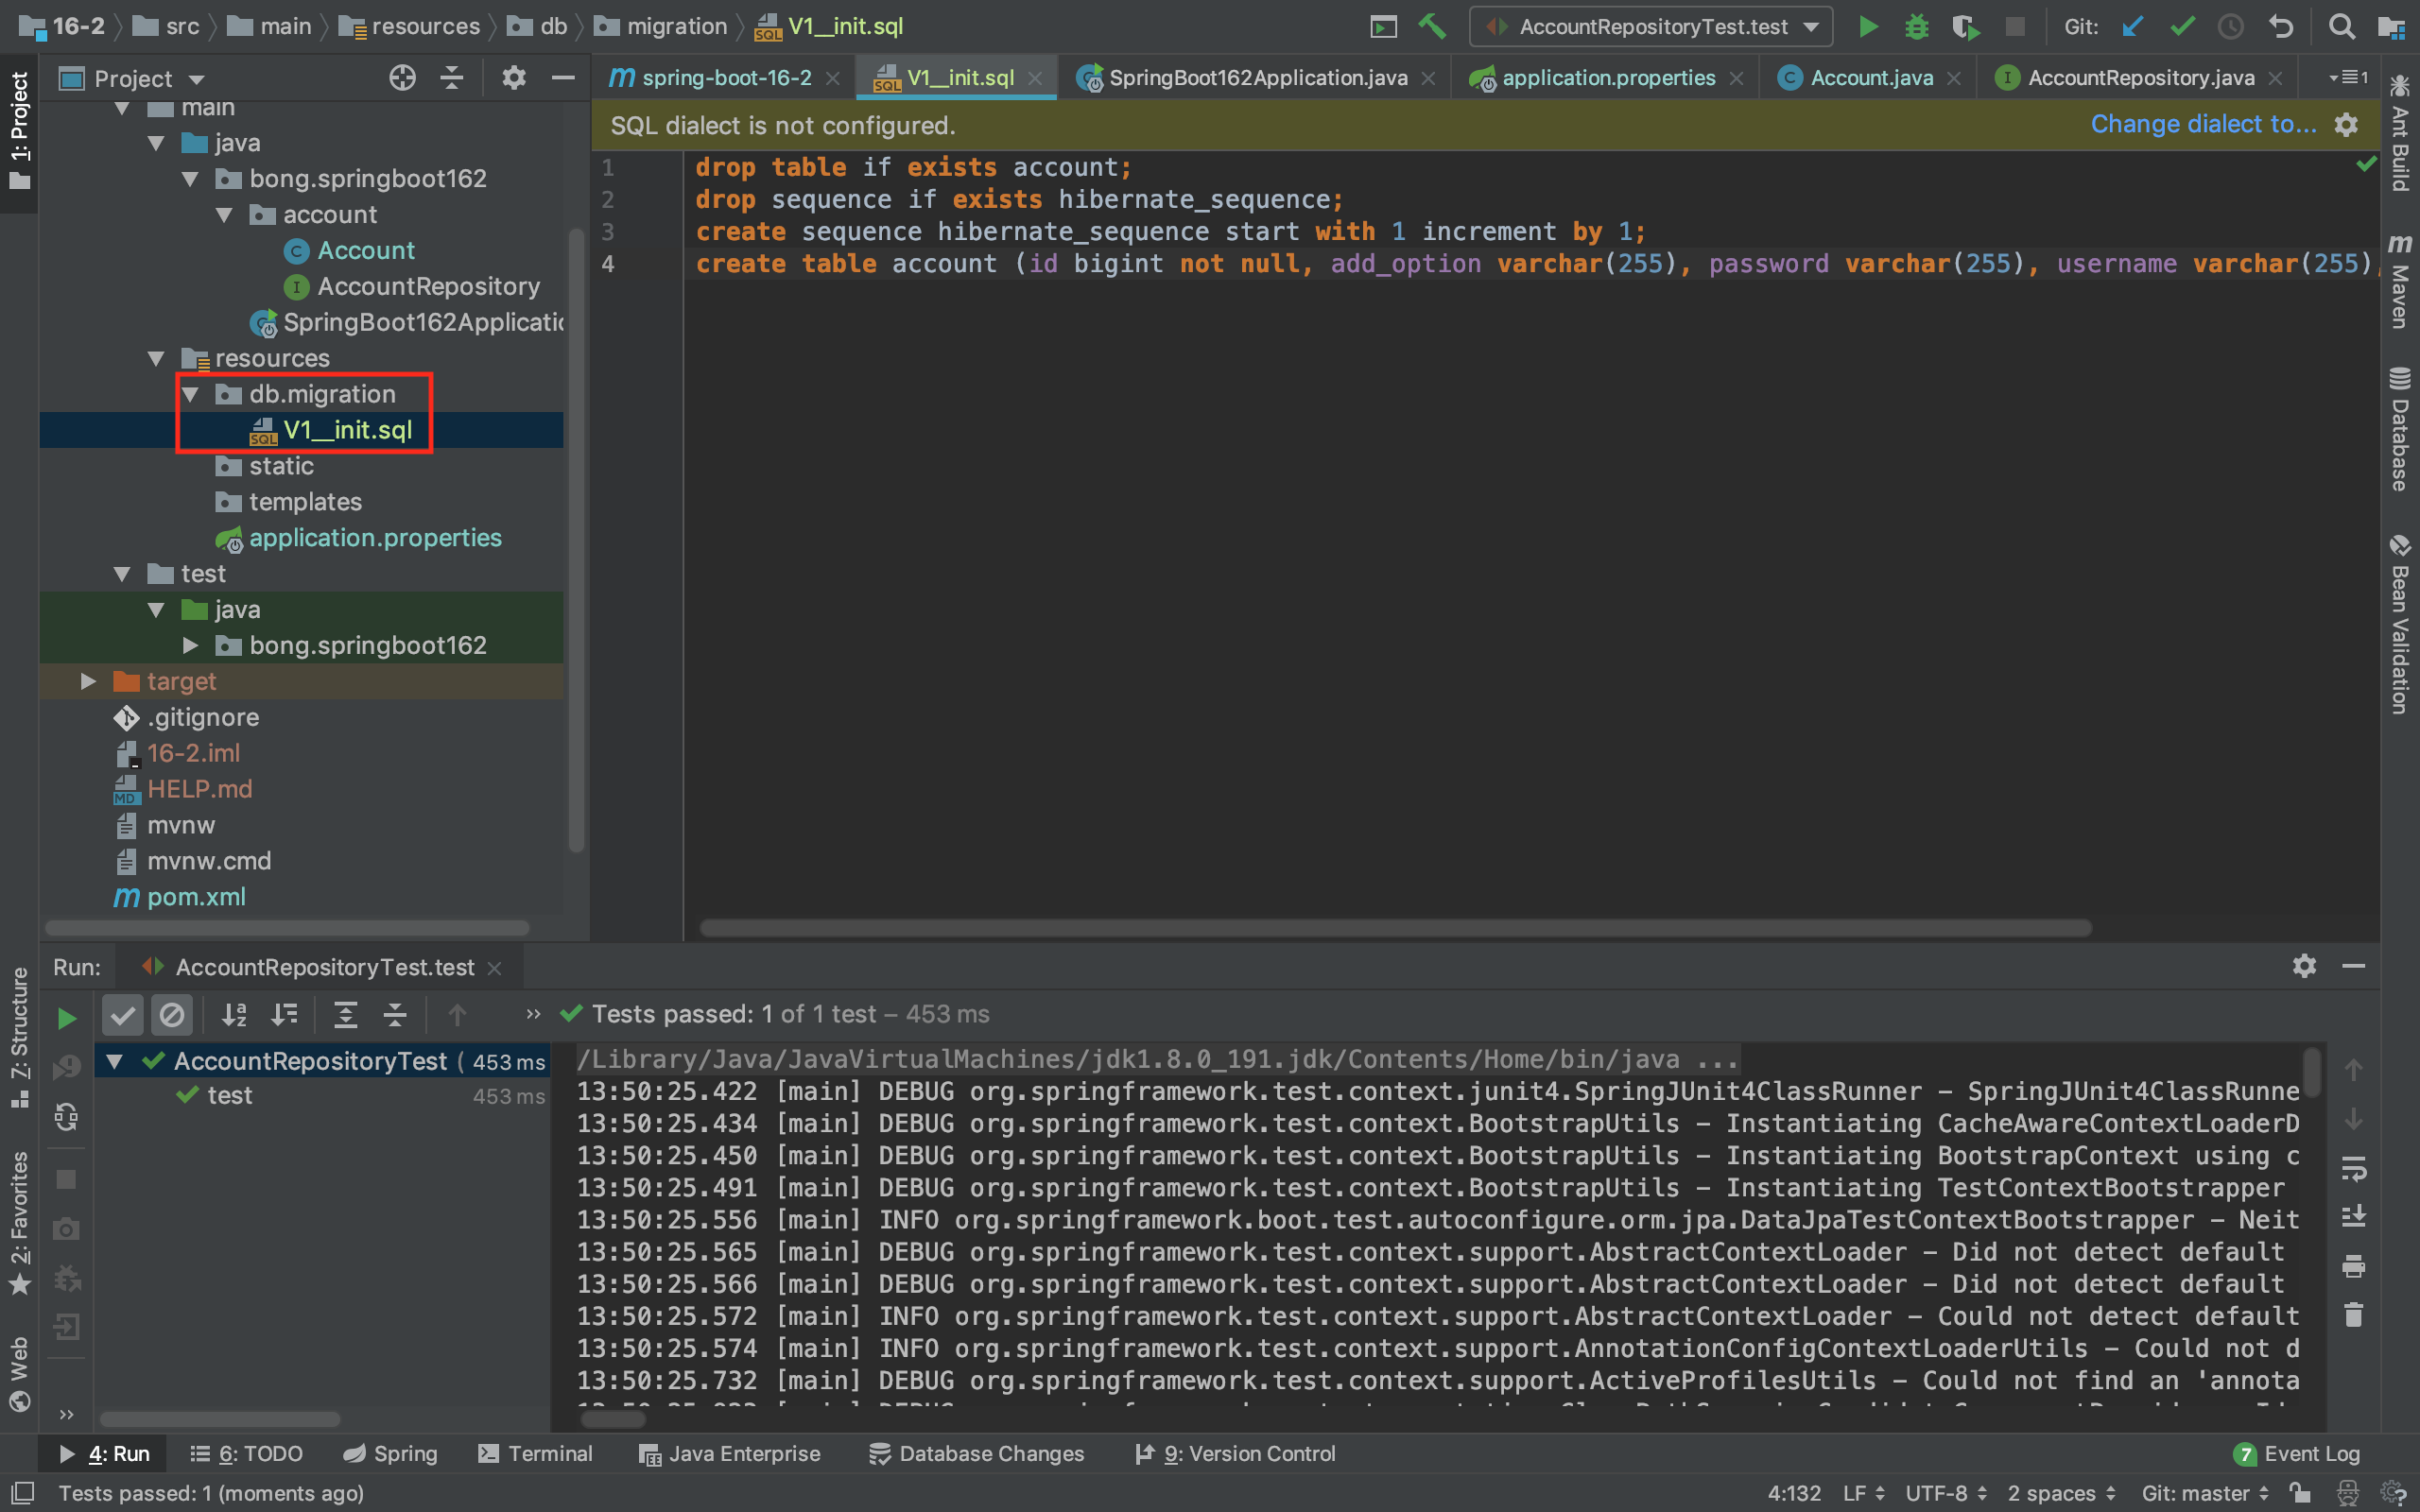 16-2 src main resources db migration V1__init.sql
AccountRepositoryTest.test Git:
1: Project
Project
spring-boot-16-2 V1__init.sql SpringBoot162Application.java application.properties Account.java AccountRepository.java 1
SQL dialect is not configured. Change dialect to...
main
java
bong.springboot162
account
Account
AccountRepository
SpringBoot162Applicatio
resources
db.migration
V1__init.sql
static
templates
application.properties
test
java
bong.springboot162
target
.gitignore
16-2.iml
HELP.md
mvnw
mvnw.cmd
pom.xml
1 drop table if exists account;
2 drop sequence if exists hibernate_sequence;
3 create sequence hibernate_sequence start with 1 increment by 1;
4 create table account (id bigint not null, add_option varchar(255), password varchar(255), username varchar(255),
Ant Build
Maven
Database
Bean Validation
7: Structure
2: Favorites
Web
Run: AccountRepositoryTest.test
Tests passed: 1 of 1 test – 453 ms
AccountRepositoryTest ( 453 ms
test 453 ms
/Library/Java/JavaVirtualMachines/jdk1.8.0_191.jdk/Contents/Home/bin/java ...
13:50:25.422 [main] DEBUG org.springframework.test.context.junit4.SpringJUnit4ClassRunner - SpringJUnit4ClassRunne
13:50:25.434 [main] DEBUG org.springframework.test.context.BootstrapUtils - Instantiating CacheAwareContextLoaderD
13:50:25.450 [main] DEBUG org.springframework.test.context.BootstrapUtils - Instantiating BootstrapContext using c
13:50:25.491 [main] DEBUG org.springframework.test.context.BootstrapUtils - Instantiating TestContextBootstrapper
13:50:25.556 [main] INFO org.springframework.boot.test.autoconfigure.orm.jpa.DataJpaTestContextBootstrapper - Neit
13:50:25.565 [main] DEBUG org.springframework.test.context.support.AbstractContextLoader - Did not detect default
13:50:25.566 [main] DEBUG org.springframework.test.context.support.AbstractContextLoader - Did not detect default
13:50:25.572 [main] INFO org.springframework.test.context.support.AbstractContextLoader - Could not detect default
13:50:25.574 [main] INFO org.springframework.test.context.support.AnnotationConfigContextLoaderUtils - Could not d
13:50:25.732 [main] DEBUG org.springframework.test.context.support.ActiveProfilesUtils - Could not find an 'annota
4: Run 6: TODO Spring Terminal Java Enterprise Database Changes 9: Version Control 7 Event Log
Tests passed: 1 (moments ago) 4:132 LF UTF-8 2 spaces Git: master